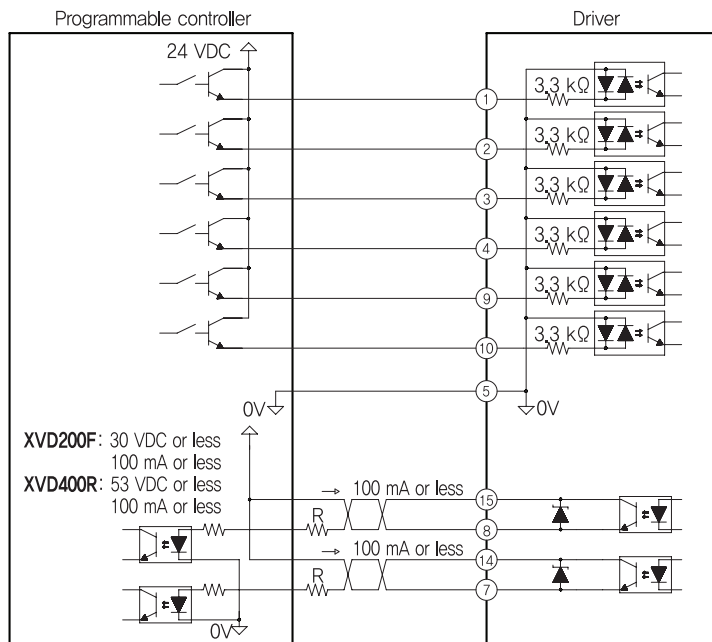 Programmable controller
Driver
24 VDC
3.3 kΩ
1
3.3 kΩ
2
3.3 kΩ
3
3.3 kΩ
4
3.3 kΩ
9
3.3 kΩ
10
5
0V
0V
XVD200F: 30 VDC or less
100 mA or less
XVD400R: 53 VDC or less
100 mA or less
→ 100 mA or less
15
R
8
→ 100 mA or less
14
R
7
0V